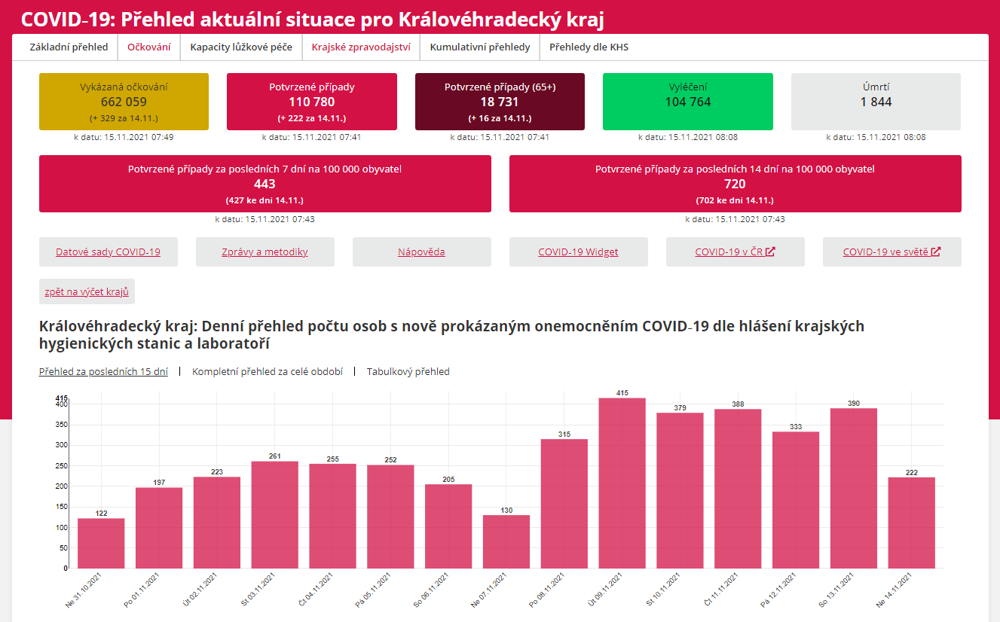 COVID-19: Přehled aktuální situace pro Královéhradecký kraj
Základní přehled
Očkování
Kapacity lůžkové péče
Krajské zpravodajství
Kumulativní přehledy
Přehledy dle KHS
Vykázaná očkování
662 059
(+ 329 za 14.11.)
k datu: 15.11.2021 07:49
Potvrzené případy
110 780
(+ 222 za 14.11.)
k datu: 15.11.2021 07:41
Potvrzené případy (65+)
18 731
(+ 16 za 14.11.)
k datu: 15.11.2021 07:41
Vyléčení
104 764
k datu: 15.11.2021 08:08
Úmrtí
1 844
k datu: 15.11.2021 08:08
Potvrzené případy za posledních 7 dní na 100 000 obyvatel
443
(427 ke dni 14.11.)
k datu: 15.11.2021 07:43
Potvrzené případy za posledních 14 dní na 100 000 obyvatel
720
(702 ke dni 14.11.)
k datu: 15.11.2021 07:43
Datové sady COVID-19
Zprávy a metodiky
Nápověda
COVID-19 Widget
COVID-19 v ČR
COVID-19 ve světě
zpět na výčet krajů
Královéhradecký kraj: Denní přehled počtu osob s nově prokázaným onemocněním COVID-19 dle hlášení krajských
hygienických stanic a laboratoří
Přehled za posledních 15 dní
Kompletní přehled za celé období
Tabulkový přehled
415
400
350
300
250
200
150
100
50
0
122
197
223
261
255
252
205
130
315
415
379
388
333
390
222
Ne 31.10.2021
Po 01.11.2021
Út 02.11.2021
St 03.11.2021
Čt 04.11.2021
Pá 05.11.2021
So 06.11.2021
Ne 07.11.2021
Po 08.11.2021
Út 09.11.2021
St 10.11.2021
Čt 11.11.2021
Pá 12.11.2021
So 13.11.2021
Ne 14.11.2021